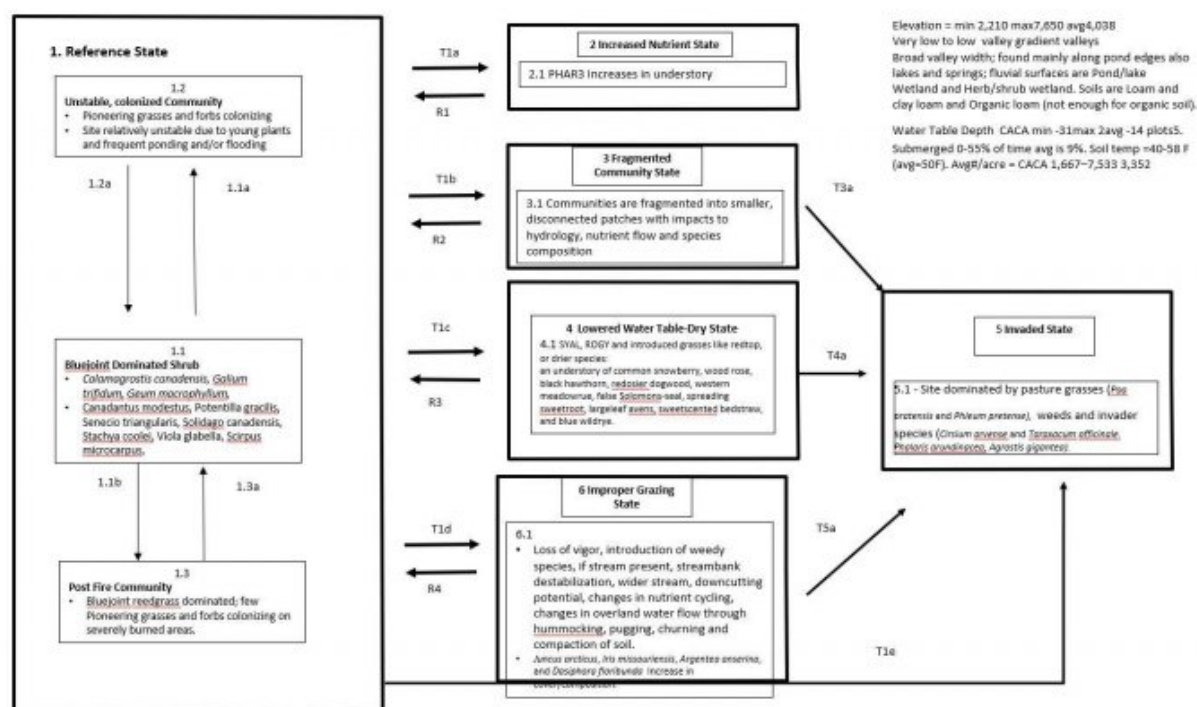 1. Reference State
1.2
Unstable, colonized Community
• Pioneering grasses and forbs colonizing
• Site relatively unstable due to young plants
and frequent ponding and/or flooding
1.2a
1.1a
1.1
Bluejoint Dominated Shrub
• Calamagrostis canadensis, Galium
trifidum, Geum macrophyllum,
• Canadantus modestus, Potentilla gracilis,
Senecio triangularis, Solidago canadensis,
Stachya coolei, Viola glabella, Scirpus
microcarpus,
1.1b
1.3a
1.3
Post Fire Community
• Bluejoint reedgrass dominated; few
Pioneering grasses and forbs colonizing on
severely burned areas.
T1a
R1
T1b
R2
T1c
R3
T1d
R4
2 Increased Nutrient State
2.1 PHAR3 Increases in understory
3 Fragmented
Community State
3.1 Communities are fragmented into smaller,
disconnected patches with impacts to
hydrology, nutrient flow and species
composition
4 Lowered Water Table-Dry State
4.1 SYAL, ROGY and introduced grasses like redtop,
or drier species:
an understory of common snowberry, wood rose,
black hawthorn, redosier dogwood, western
meadowrue, false Solomons-seal, spreading
sweetroot, largeleaf avens, sweetscented bedstraw,
and blue wildrye.
6 Improper Grazing
State
6.1
• Loss of vigor, introduction of weedy
species, if stream present, streambank
destabilization, wider stream, downcutting
potential, changes in nutrient cycling,
changes in overland water flow through
hummocking, pugging, churning and
compaction of soil.
• Juncus arcticus, Iris missouriensis, Argentea anserina,
and Dasiphora floribunda increase in
cover/composition.
T3a
T4a
T5a
T1e
5 Invaded State
5.1 - Site dominated by pasture grasses (Poa
pratensis and Phleum pretense), weeds and invader
species (Cirsium arvense and Taraxacum officinale,
Phalaris arundinacea, Agrostis gigantea).
Elevation = min 2,210 max7,650 avg4,038
Very low to low valley gradient valleys
Broad valley width; found mainly along pond edges also
lakes and springs; fluvial surfaces are Pond/lake
Wetland and Herb/shrub wetland. Soils are Loam and
clay loam and Organic loam (not enough for organic soil).
Water Table Depth CACA min -31max 2avg -14 plots5.
Submerged 0-55% of time avg is 9%. Soil temp =40-58 F
(avg=50F). Avg#/acre = CACA 1,667–7,533 3,352